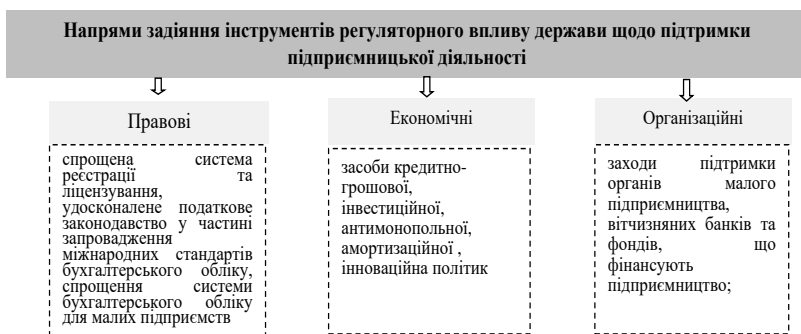 Напрями задіяння інструментів регуляторного впливу держави щодо підтримки
підприємницької діяльності
Правові
спрощена система
реєстрації та
ліцензування,
удосконалене податкове
законодавство у частині
запровадження
міжнародних стандартів
бухгалтерського обліку,
спрощення системи
бухгалтерського обліку
для малих підприємств
Економічні
засоби кредитно-
грошової,
інвестиційної,
антимонопольної,
амортизаційної ,
інноваційна політик
Організаційні
заходи підтримки
органів малого
підприємництва,
вітчизняних банків та
фондів, що
фінансують
підприємництво;